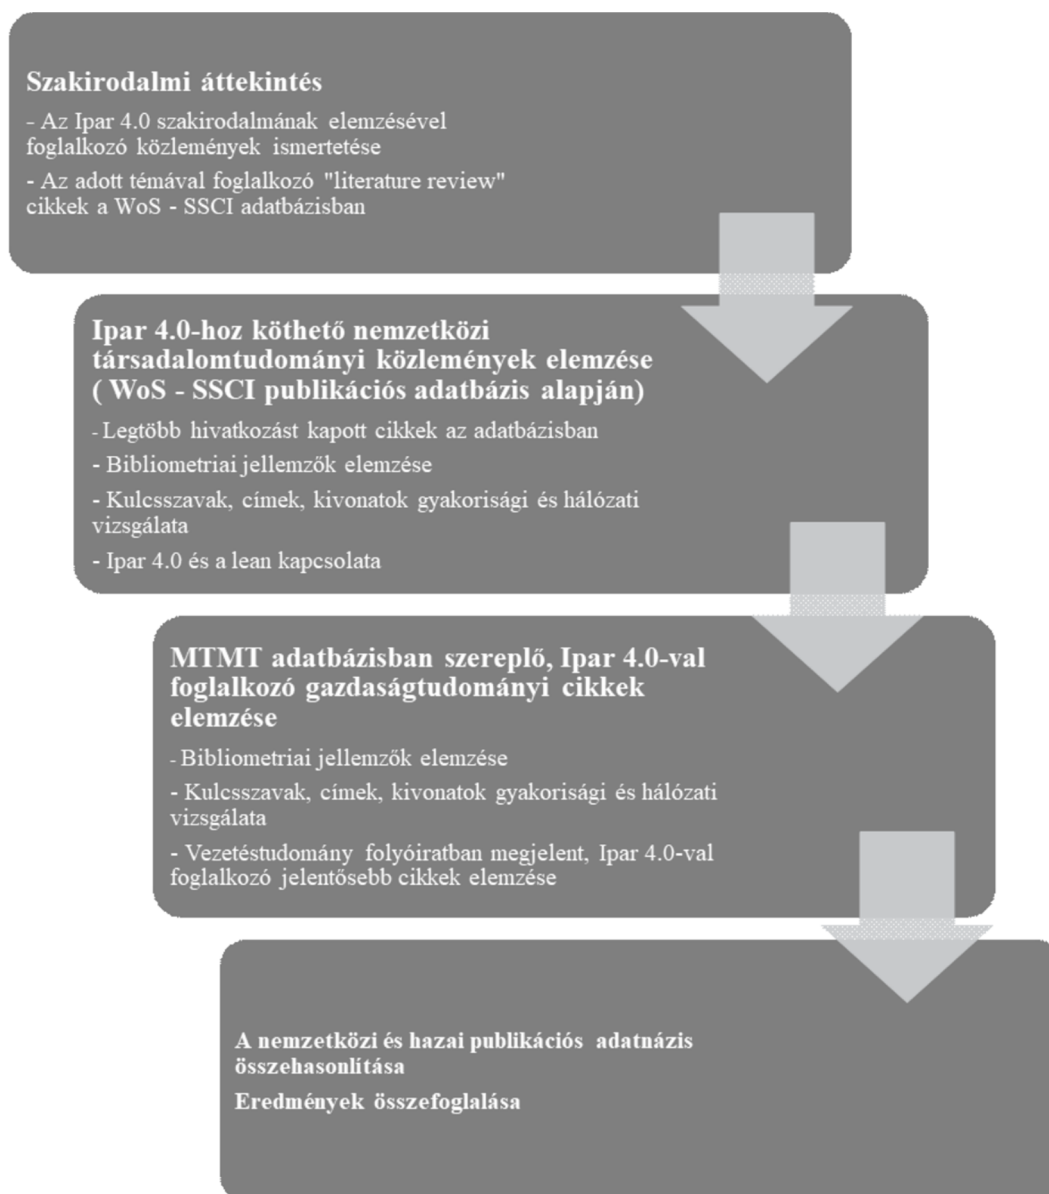 Szakirodalmi áttekintés
- Az Ipar 4.0 szakirodalmának elemzésével
foglalkozó közlemények ismertetése
- Az adott témával foglalkozó "literature review"
cikkek a WoS - SSCI adatbázisban
Ipar 4.0-hoz köthető nemzetközi
társadalomtudományi közlemények elemzése
( WoS - SSCI publikációs adatbázis alapján)
- Legtöbb hivatkozást kapott cikkek az adatbázisban
- Bibliometriai jellemzők elemzése
- Kulcsszavak, címek, kivonatok gyakorisági és hálózati
vizsgálata
- Ipar 4.0 és a lean kapcsolata
MTMT adatbázisban szereplő, Ipar 4.0-val
foglalkozó gazdaságtudományi cikkek
elemzése
- Bibliometriai jellemzők elemzése
- Kulcsszavak, címek, kivonatok gyakorisági és hálózati
vizsgálata
- Vezetéstudomány folyóiratban megjelent, Ipar 4.0-val
foglalkozó jelentősebb cikkek elemzése
A nemzetközi és hazai publikációs adatnázis
összehasonlítása
Eredmények összefoglalása